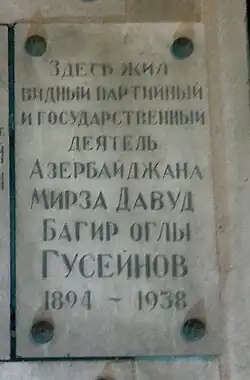 Здесь жил
видный партийный
и государственный
деятель
Азербайджана
Мирза Давуд
Багир оглы
Гусейнов
1894 - 1938